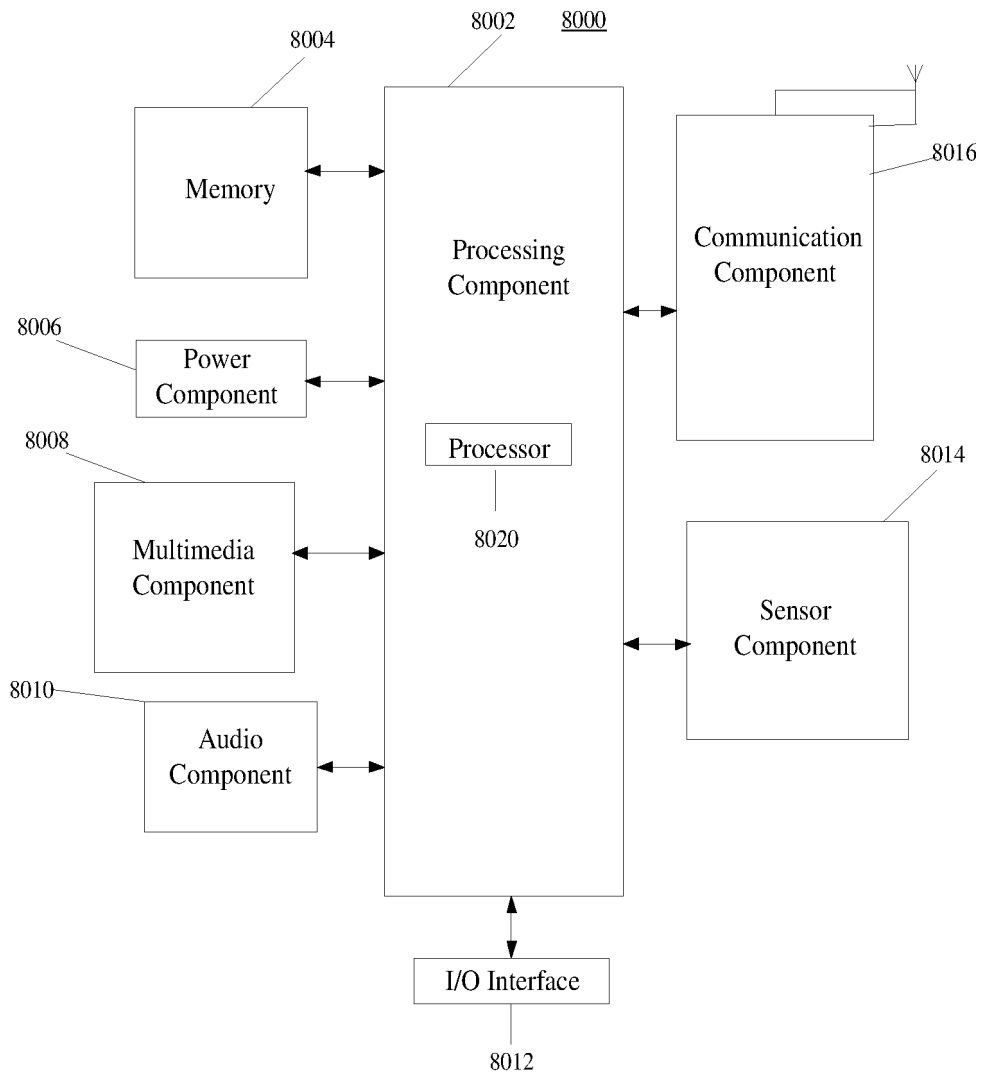 8002
8000
8004
8016
Memory
Processing
Component
Communication
Component
8006
Power
Component
8008
Processor
8014
8020
Multimedia
Component
Sensor
Component
8010
Audio
Component
I/O Interface
8012